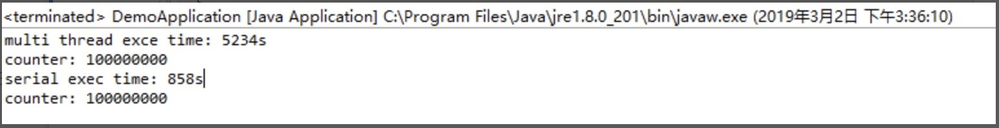 <terminated> DemoApplication [Java Application] C:\Program Files\Java\jre1.8.0_201\bin\javaw.exe (2019年3月2日 下午3:36:10)
multi thread exce time: 5234s
counter: 100000000
serial exec time: 858s
counter: 100000000